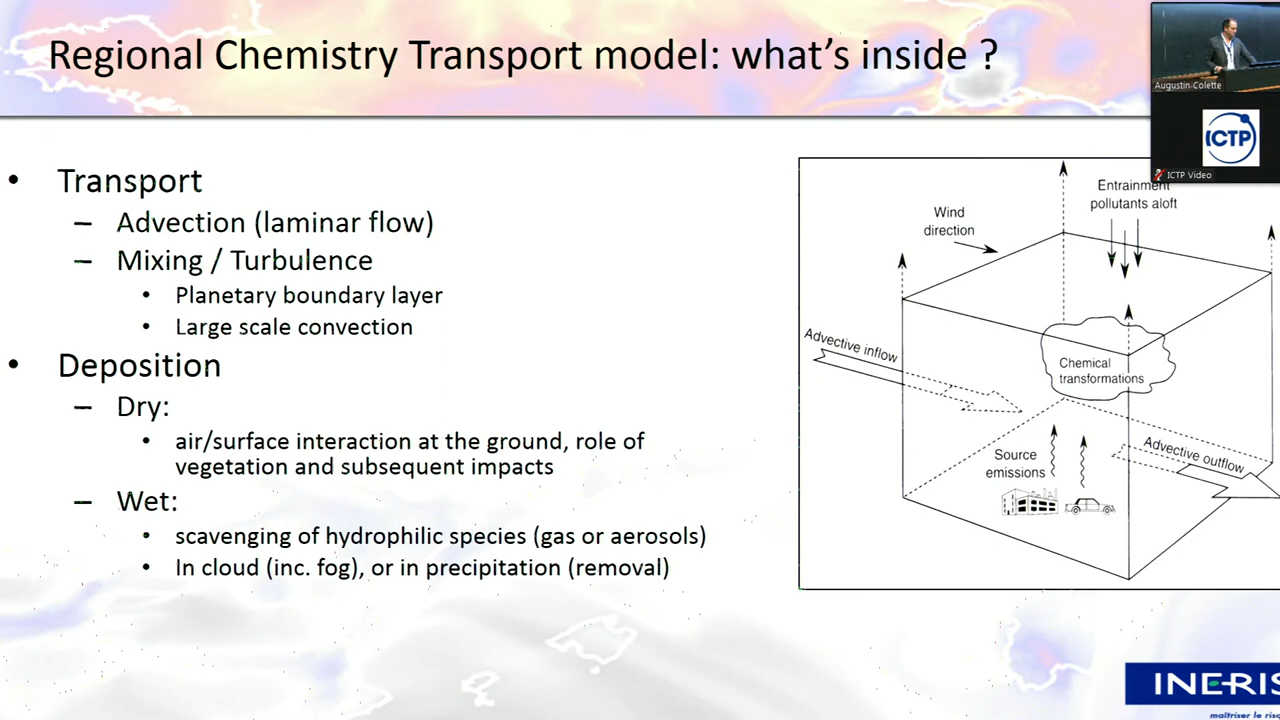 Regional Chemistry Transport model: what's inside ?
Augustin Colette
ICTP
ICTP Video
• Transport
– Advection (laminar flow)
– Mixing / Turbulence
• Planetary boundary layer
• Large scale convection
• Deposition
– Dry:
• air/surface interaction at the ground, role of
vegetation and subsequent impacts
– Wet:
• scavenging of hydrophilic species (gas or aerosols)
• In cloud (inc. fog), or in precipitation (removal)
Entrainment
pollutants aloft
Wind
direction
Advective inflow
Chemical
transformations
Source
emissions
Advective outflow
INERIS
maîtriser le